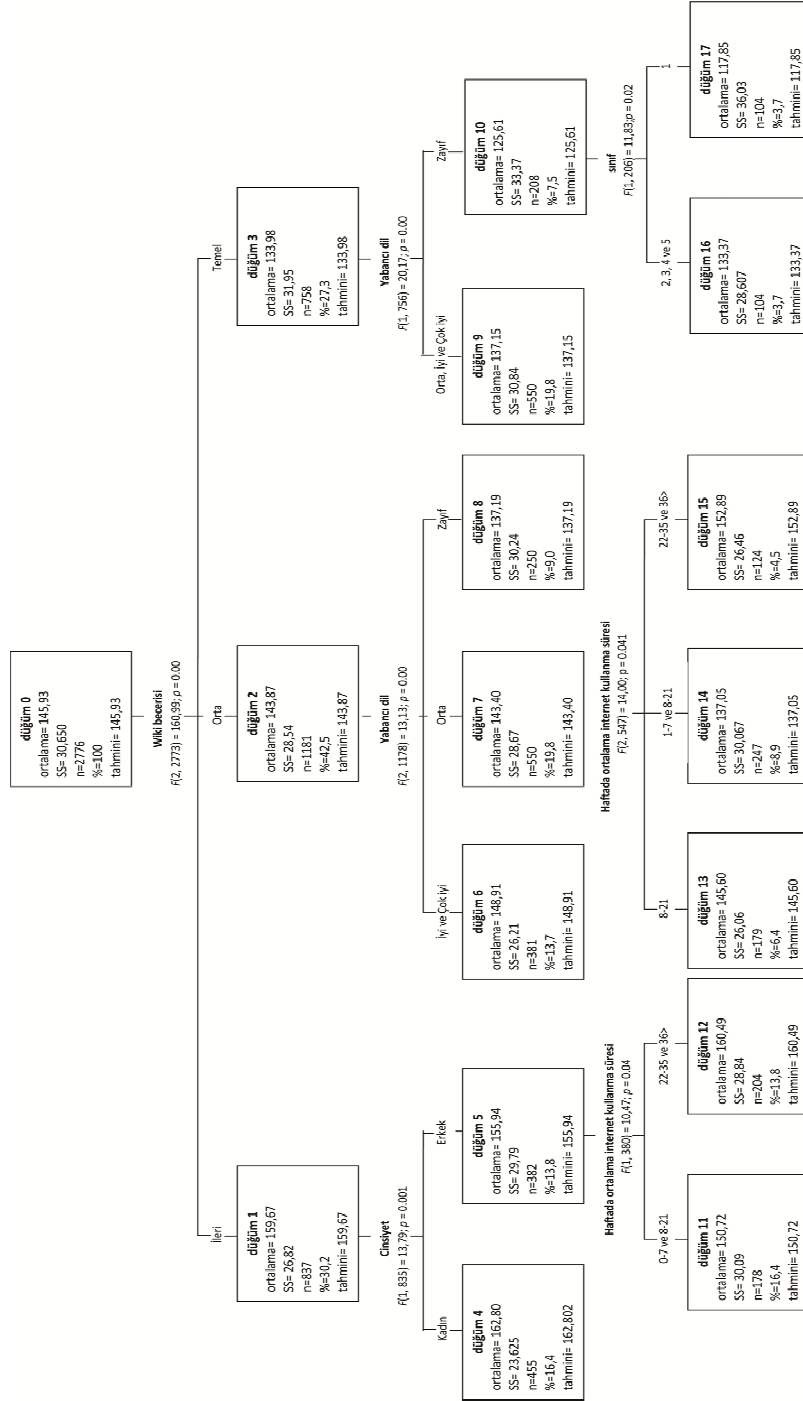 düğüm 0
ortalama= 145,93
SS= 30,650
n=2776
%=100
tahmini= 145,93
Wiki becerisi
F(2, 2773) = 160,99; p = 0.00
İleri
Orta
Temel
düğüm 1
ortalama= 159,67
SS= 26,82
n=837
%=30,2
tahmini= 159,67
düğüm 2
ortalama= 143,87
SS= 28,54
n=1181
%=42,5
tahmini= 143,87
düğüm 3
ortalama= 133,98
SS= 31,95
n=758
%=27,3
tahmini= 133,98
Cinsiyet
F(1, 835) = 13,79; p = 0.001
Yabancı dil
F(2, 1178) = 13,13; p = 0.00
Yabancı dil
F(1, 756) = 20,17; p = 0.00
Kadın
Erkek
İyi ve Çok iyi
Orta
Zayıf
Orta, İyi ve Çok iyi
Zayıf
düğüm 4
ortalama= 162,80
SS= 23,625
n=455
%=16,4
tahmini= 162,802
düğüm 5
ortalama= 155,94
SS= 29,79
n=382
%=13,8
tahmini= 155,94
düğüm 6
ortalama= 148,91
SS= 26,21
n=381
%=13,7
tahmini= 148,91
düğüm 7
ortalama= 143,40
SS= 28,67
n=550
%=19,8
tahmini= 143,40
düğüm 8
ortalama= 137,19
SS= 30,24
n=250
%=9,0
tahmini= 137,19
düğüm 9
ortalama= 137,15
SS= 30,84
n=550
%=19,8
tahmini= 137,15
düğüm 10
ortalama= 125,61
SS= 33,37
n=208
%=7,5
tahmini= 125,61
Haftada ortalama internet kullanma süresi
F(1, 380) = 10,47; p = 0.04
Haftada ortalama internet kullanma süresi
F(2, 547) = 14,00; p = 0.041
sınıf
F(1, 206) = 11,83;p = 0.02
0-7 ve 8-21
22-35 ve 36>
8-21
1-7 ve 8-21
22-35 ve 36>
2, 3, 4 ve 5
1
düğüm 11
ortalama= 150,72
SS= 30,09
n=178
%=16,4
tahmini= 150,72
düğüm 12
ortalama= 160,49
SS= 28,84
n=204
%=13,8
tahmini= 160,49
düğüm 13
ortalama= 145,60
SS= 26,06
n=179
%=6,4
tahmini= 145,60
düğüm 14
ortalama= 137,05
SS= 30,067
n=247
%=8,9
tahmini= 137,05
düğüm 15
ortalama= 152,89
SS= 26,46
n=124
%=4,5
tahmini= 152,89
düğüm 16
ortalama= 133,37
SS= 28,607
n=104
%=3,7
tahmini= 133,37
düğüm 17
ortalama= 117,85
SS= 36,03
n=104
%=3,7
tahmini= 117,85